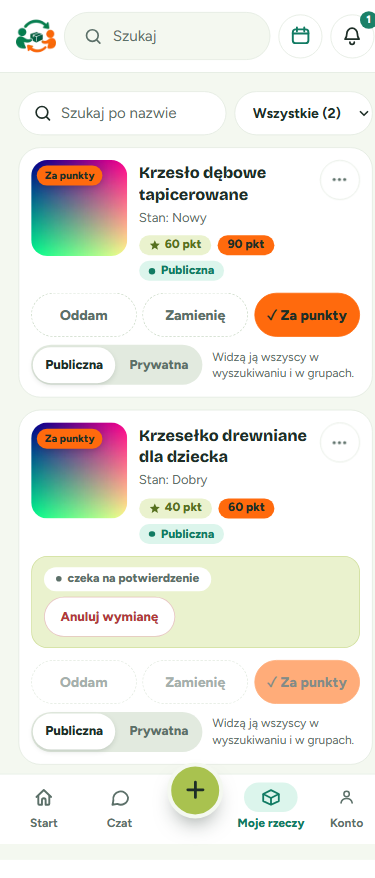 Szukaj
1
Szukaj po nazwie
Wszystkie (2)
Za punkty
Krzesło dębowe
tapicerowane
Stan: Nowy
60 pkt 90 pkt
Publiczna
Oddam Zamienię ✓ Za punkty
Publiczna Prywatna
Widzą ją wszyscy w
wyszukiwaniu i w grupach.
Za punkty
Krzesełko drewniane
dla dziecka
Stan: Dobry
40 pkt 60 pkt
Publiczna
czeka na potwierdzenie
Anuluj wymianę
Oddam Zamienię ✓ Za punkty
Publiczna Prywatna
Widzą ją wszyscy w
wyszukiwaniu i w grupach.
Start Czat Moje rzeczy Konto